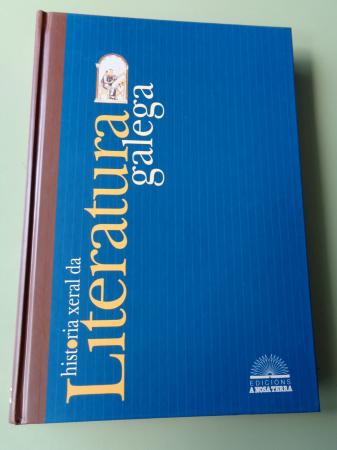 historia xeral da
Literatura
galega
EDICIÓNS
A NOSA TERRA